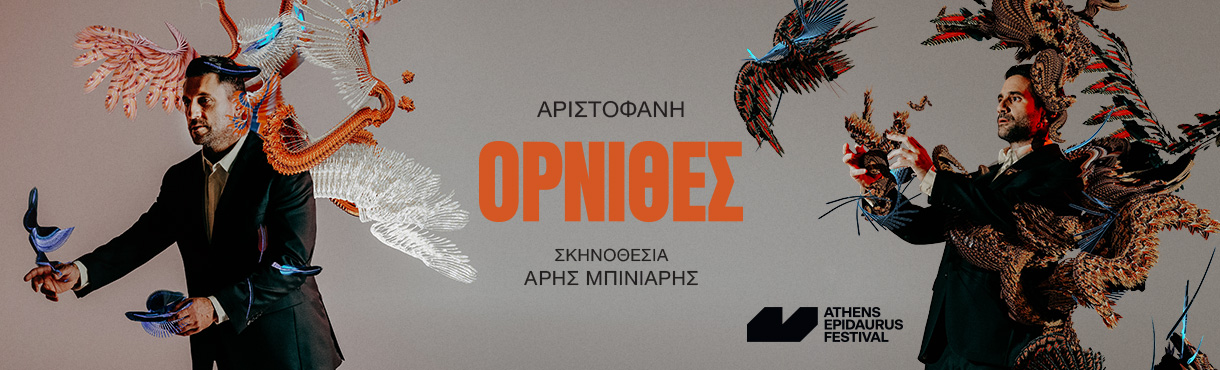 ΑΡΙΣΤΟΦΑΝΗ
ΟΡΝΙΘΕΣ
ΣΚΗΝΟΘΕΣΙΑ
ΑΡΗΣ ΜΠΙΝΙΑΡΗΣ
ATHENS
EPIDAURUS
FESTIVAL